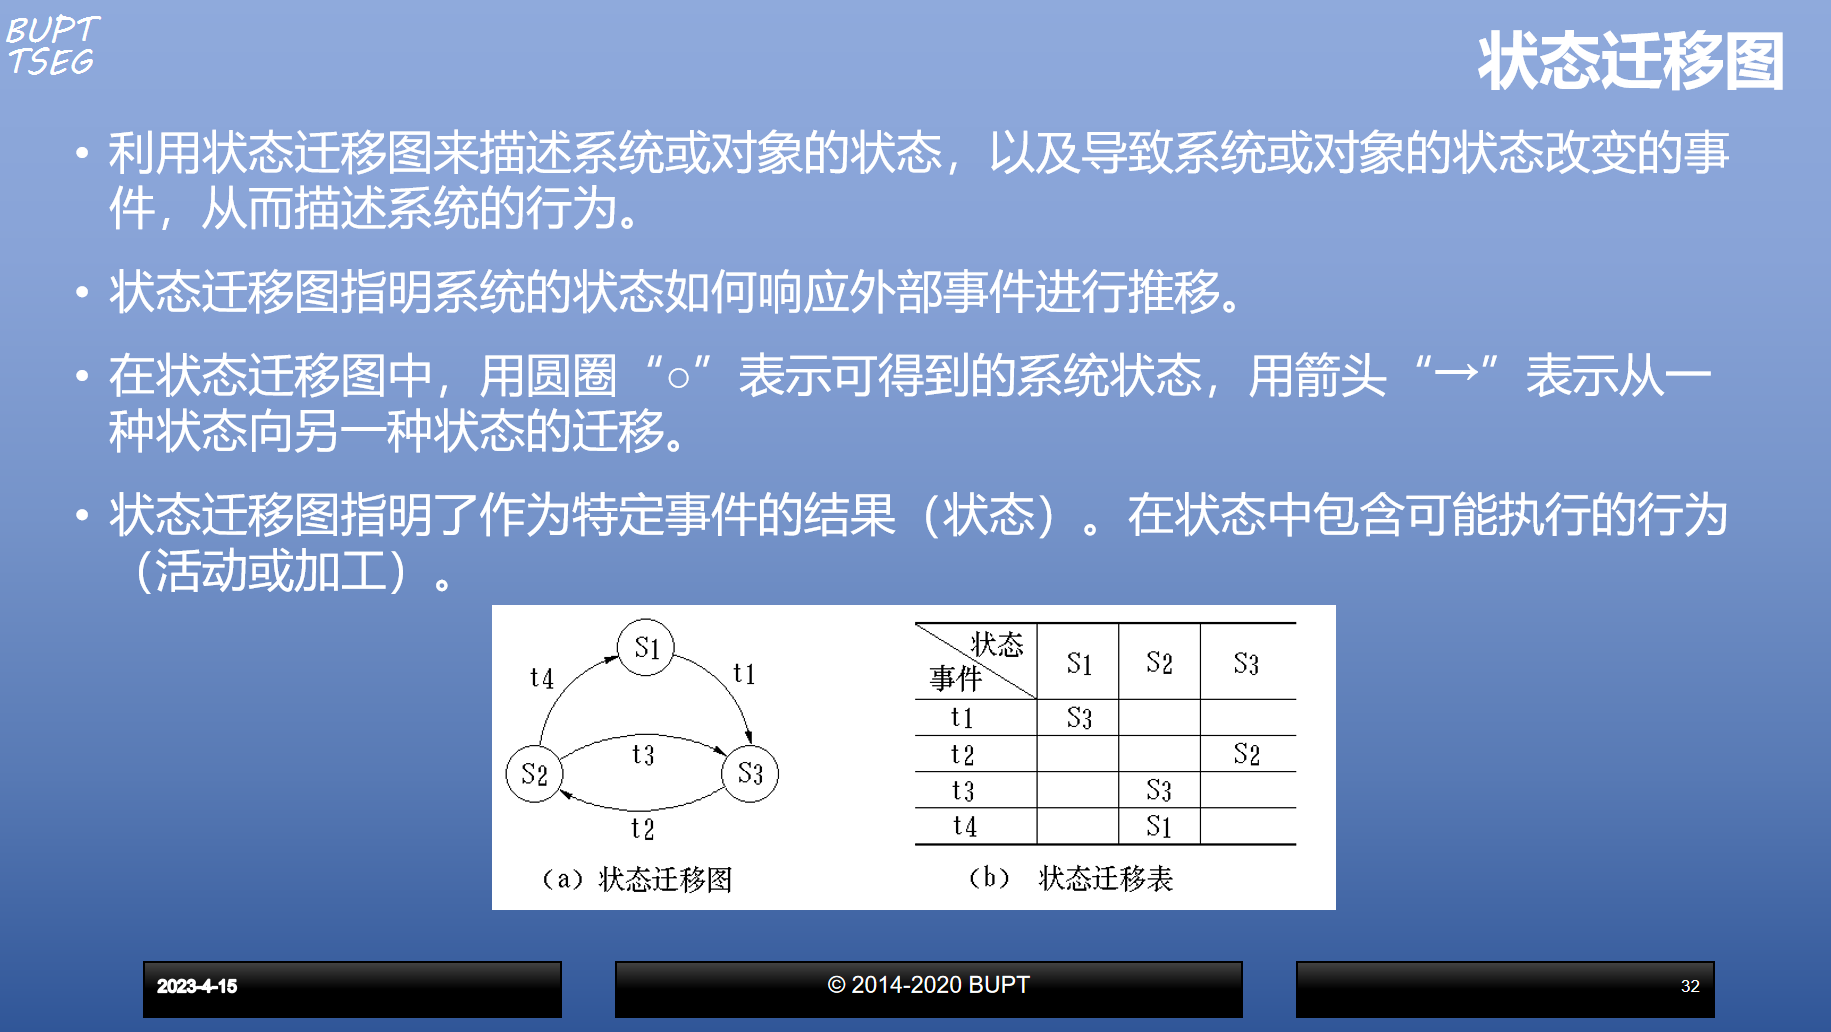 BUPT
TSEG
状态迁移图
• 利用状态迁移图来描述系统或对象的状态，以及导致系统或对象的状态改变的事
件，从而描述系统的行为。
• 状态迁移图指明系统的状态如何响应外部事件进行推移。
• 在状态迁移图中，用圆圈“○”表示可得到的系统状态，用箭头“→”表示从一
种状态向另一种状态的迁移。
• 状态迁移图指明了作为特定事件的结果（状态）。在状态中包含可能执行的行为
（活动或加工）。
S1
t4
t1
t3
S2
S3
t2
（a）状态迁移图
状态
事件
S1 S2 S3
t1 S3
t2 S2
t3 S3
t4 S1
（b） 状态迁移表
2023-4-15
© 2014-2020 BUPT
32